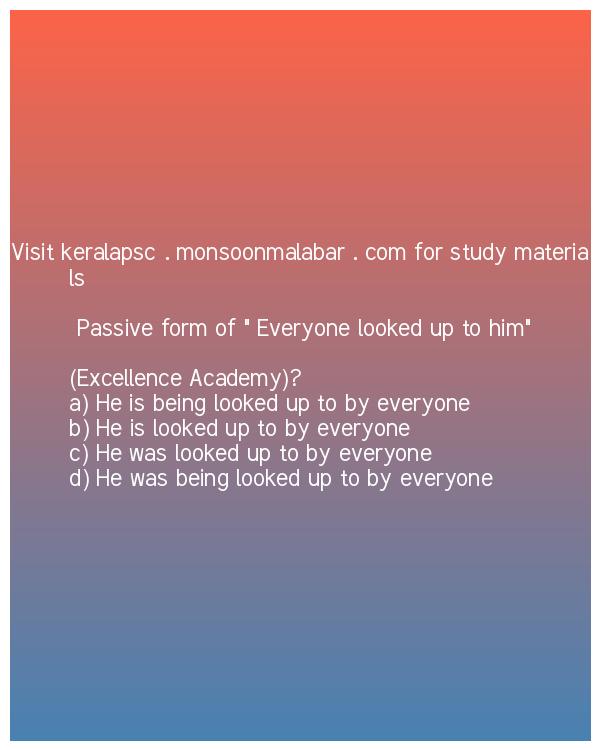 Visit keralapsc . monsoonmalabar . com for study materia
ls
Passive form of " Everyone looked up to him"
(Excellence Academy)?
a) He is being looked up to by everyone
b) He is looked up to by everyone
c) He was looked up to by everyone
d) He was being looked up to by everyone